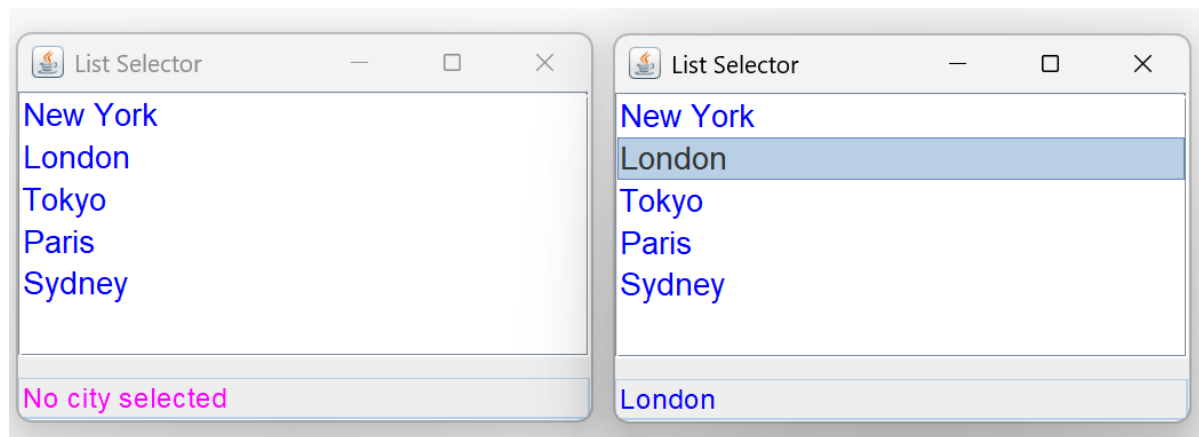 List Selector
New York
London
Tokyo
Paris
Sydney
No city selected
List Selector
New York
London
Tokyo
Paris
Sydney
London